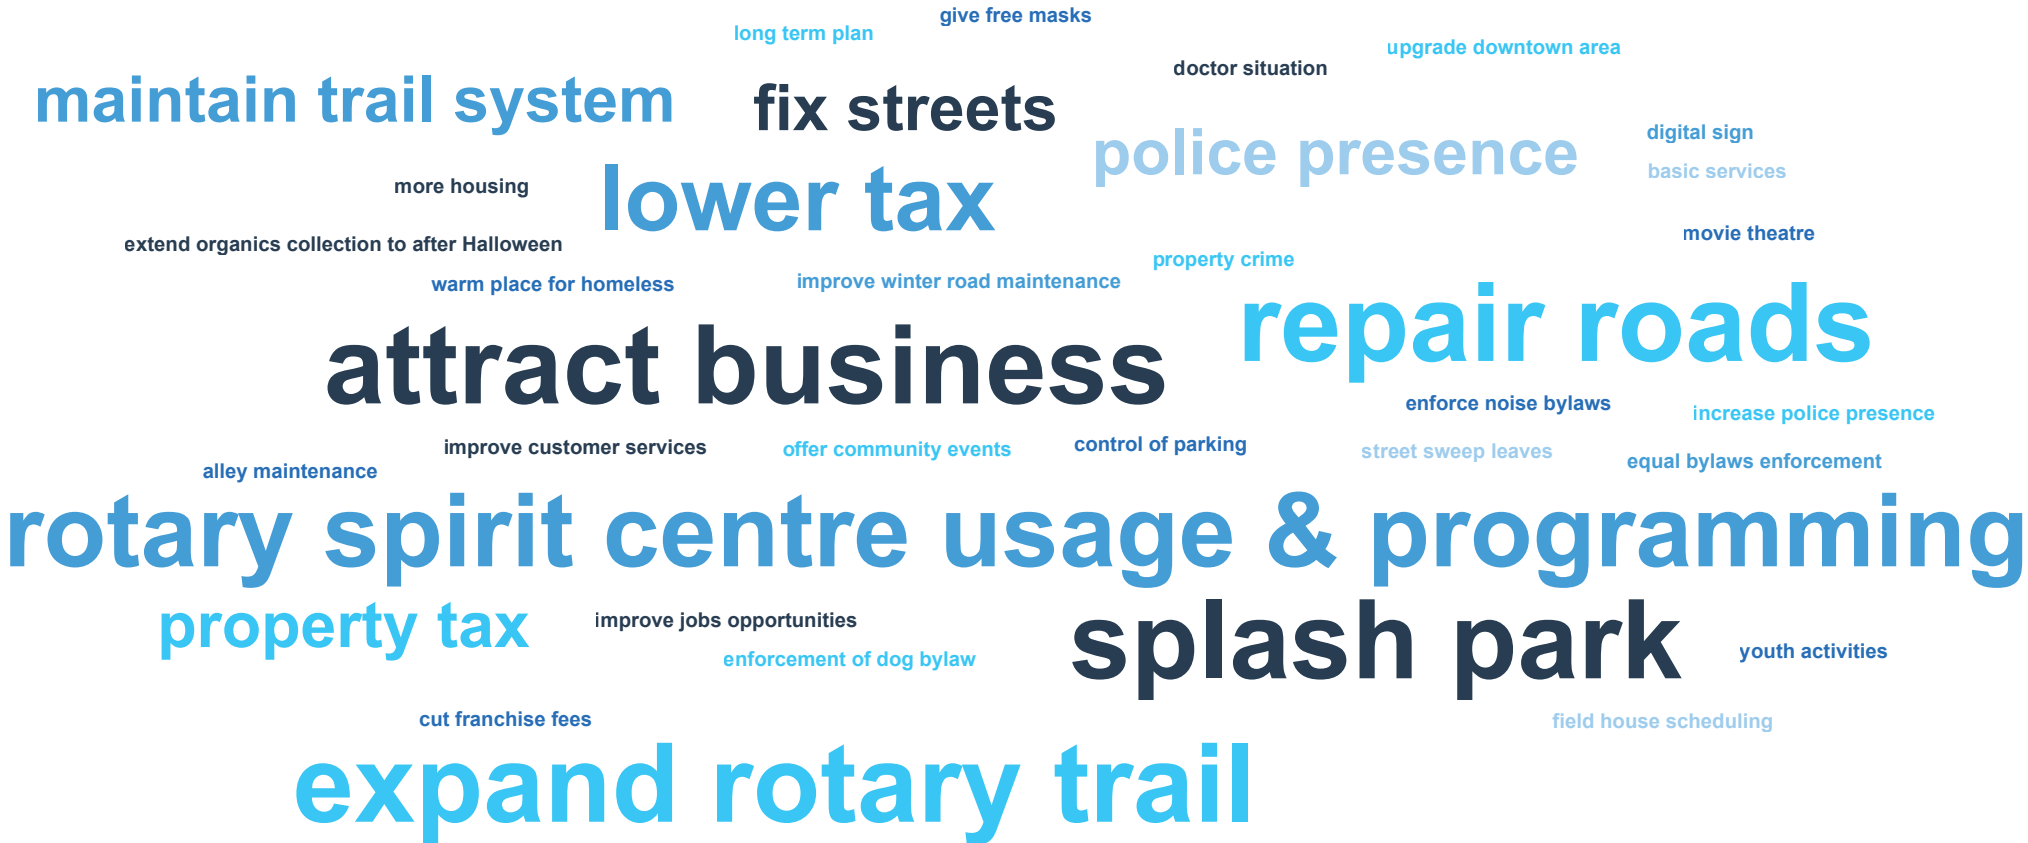 give free masks
long term plan
upgrade downtown area
doctor situation
maintain trail system
fix streets
police presence
digital sign
basic services
more housing
lower tax
movie theatre
extend organics collection to after Halloween
property crime
warm place for homeless
improve winter road maintenance
repair roads
attract business
enforce noise bylaws
increase police presence
improve customer services
offer community events
control of parking
street sweep leaves
equal bylaws enforcement
alley maintenance
rotary spirit centre usage & programming
property tax
improve jobs opportunities
splash park
youth activities
enforcement of dog bylaw
cut franchise fees
field house scheduling
expand rotary trail